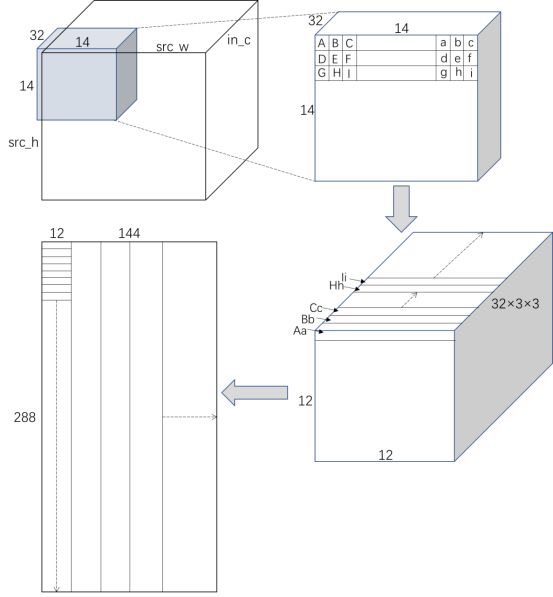 32
14
src_w
in_c
14
src_h
32
14
A B C a b c
D E F d e f
G H I g h i
14
Ii
Hh
Cc
Bb
Aa
32×3×3
12
12
12
144
288